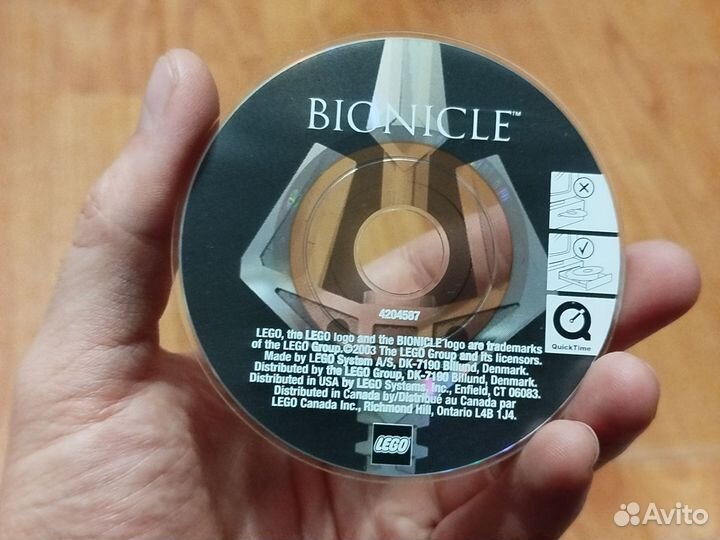 BIONICLE™
4204587
LEGO, the LEGO logo and the BIONICLE logo are trademarks
of the LEGO Group.©2003 The LEGO Group and its licensors.
Made by LEGO System A/S, DK-7190 Billund, Denmark.
Distributed by the LEGO Group, DK-7190 Billund, Denmark.
Distributed in USA by LEGO Systems, Inc., Enfield, CT 06083.
Distributed in Canada by/Distribué au Canada par
LEGO Canada Inc., Richmond Hill, Ontario L4B 1J4.
QuickTime
LEGO
Avito